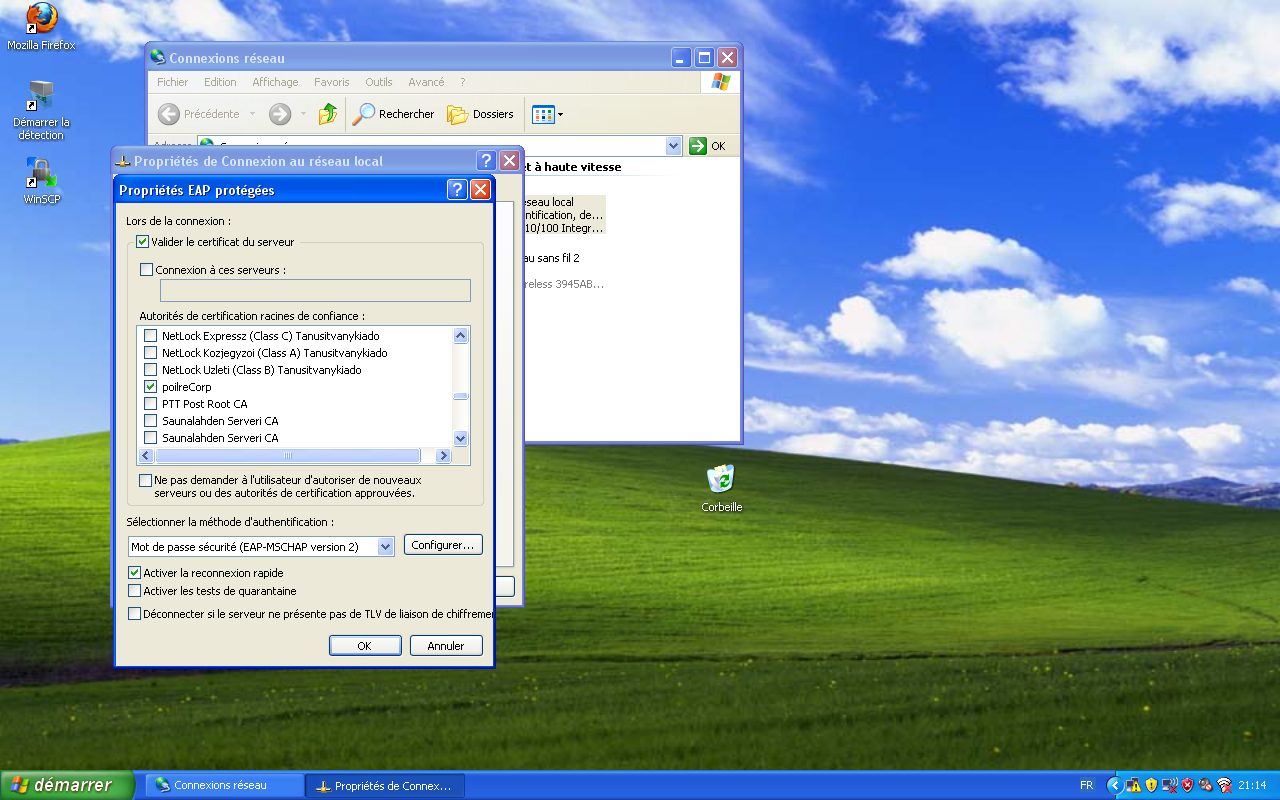 Mozilla Firefox
Démarrer la
détection
WinSCP
Connexions réseau
Fichier Edition Affichage Favoris Outils Avancé ?
Précédente Rechercher Dossiers
OK
et à haute vitesse
seau local
ntification, de...
10/100 Integr...
au sans fil 2
reless 3945AB...
Propriétés de Connexion au réseau local
Propriétés EAP protégées
Lors de la connexion :
Valider le certificat du serveur
Connexion à ces serveurs :
Autorités de certification racines de confiance :
NetLock Expressz (Class C) Tanusitvanykiado
NetLock Kozjegyzoi (Class A) Tanusitvanykiado
NetLock Uzleti (Class B) Tanusitvanykiado
poilreCorp
PTT Post Root CA
Saunalahden Serveri CA
Saunalahden Serveri CA
Ne pas demander à l'utilisateur d'autoriser de nouveaux
serveurs ou des autorités de certification approuvées.
Sélectionner la méthode d'authentification :
Mot de passe sécurité (EAP-MSCHAP version 2) Configurer...
Activer la reconnexion rapide
Activer les tests de quarantaine
Déconnecter si le serveur ne présente pas de TLV de liaison de chiffremen
OK Annuler
Corbeille
démarrer Connexions réseau Propriétés de Connex... FR 21:14